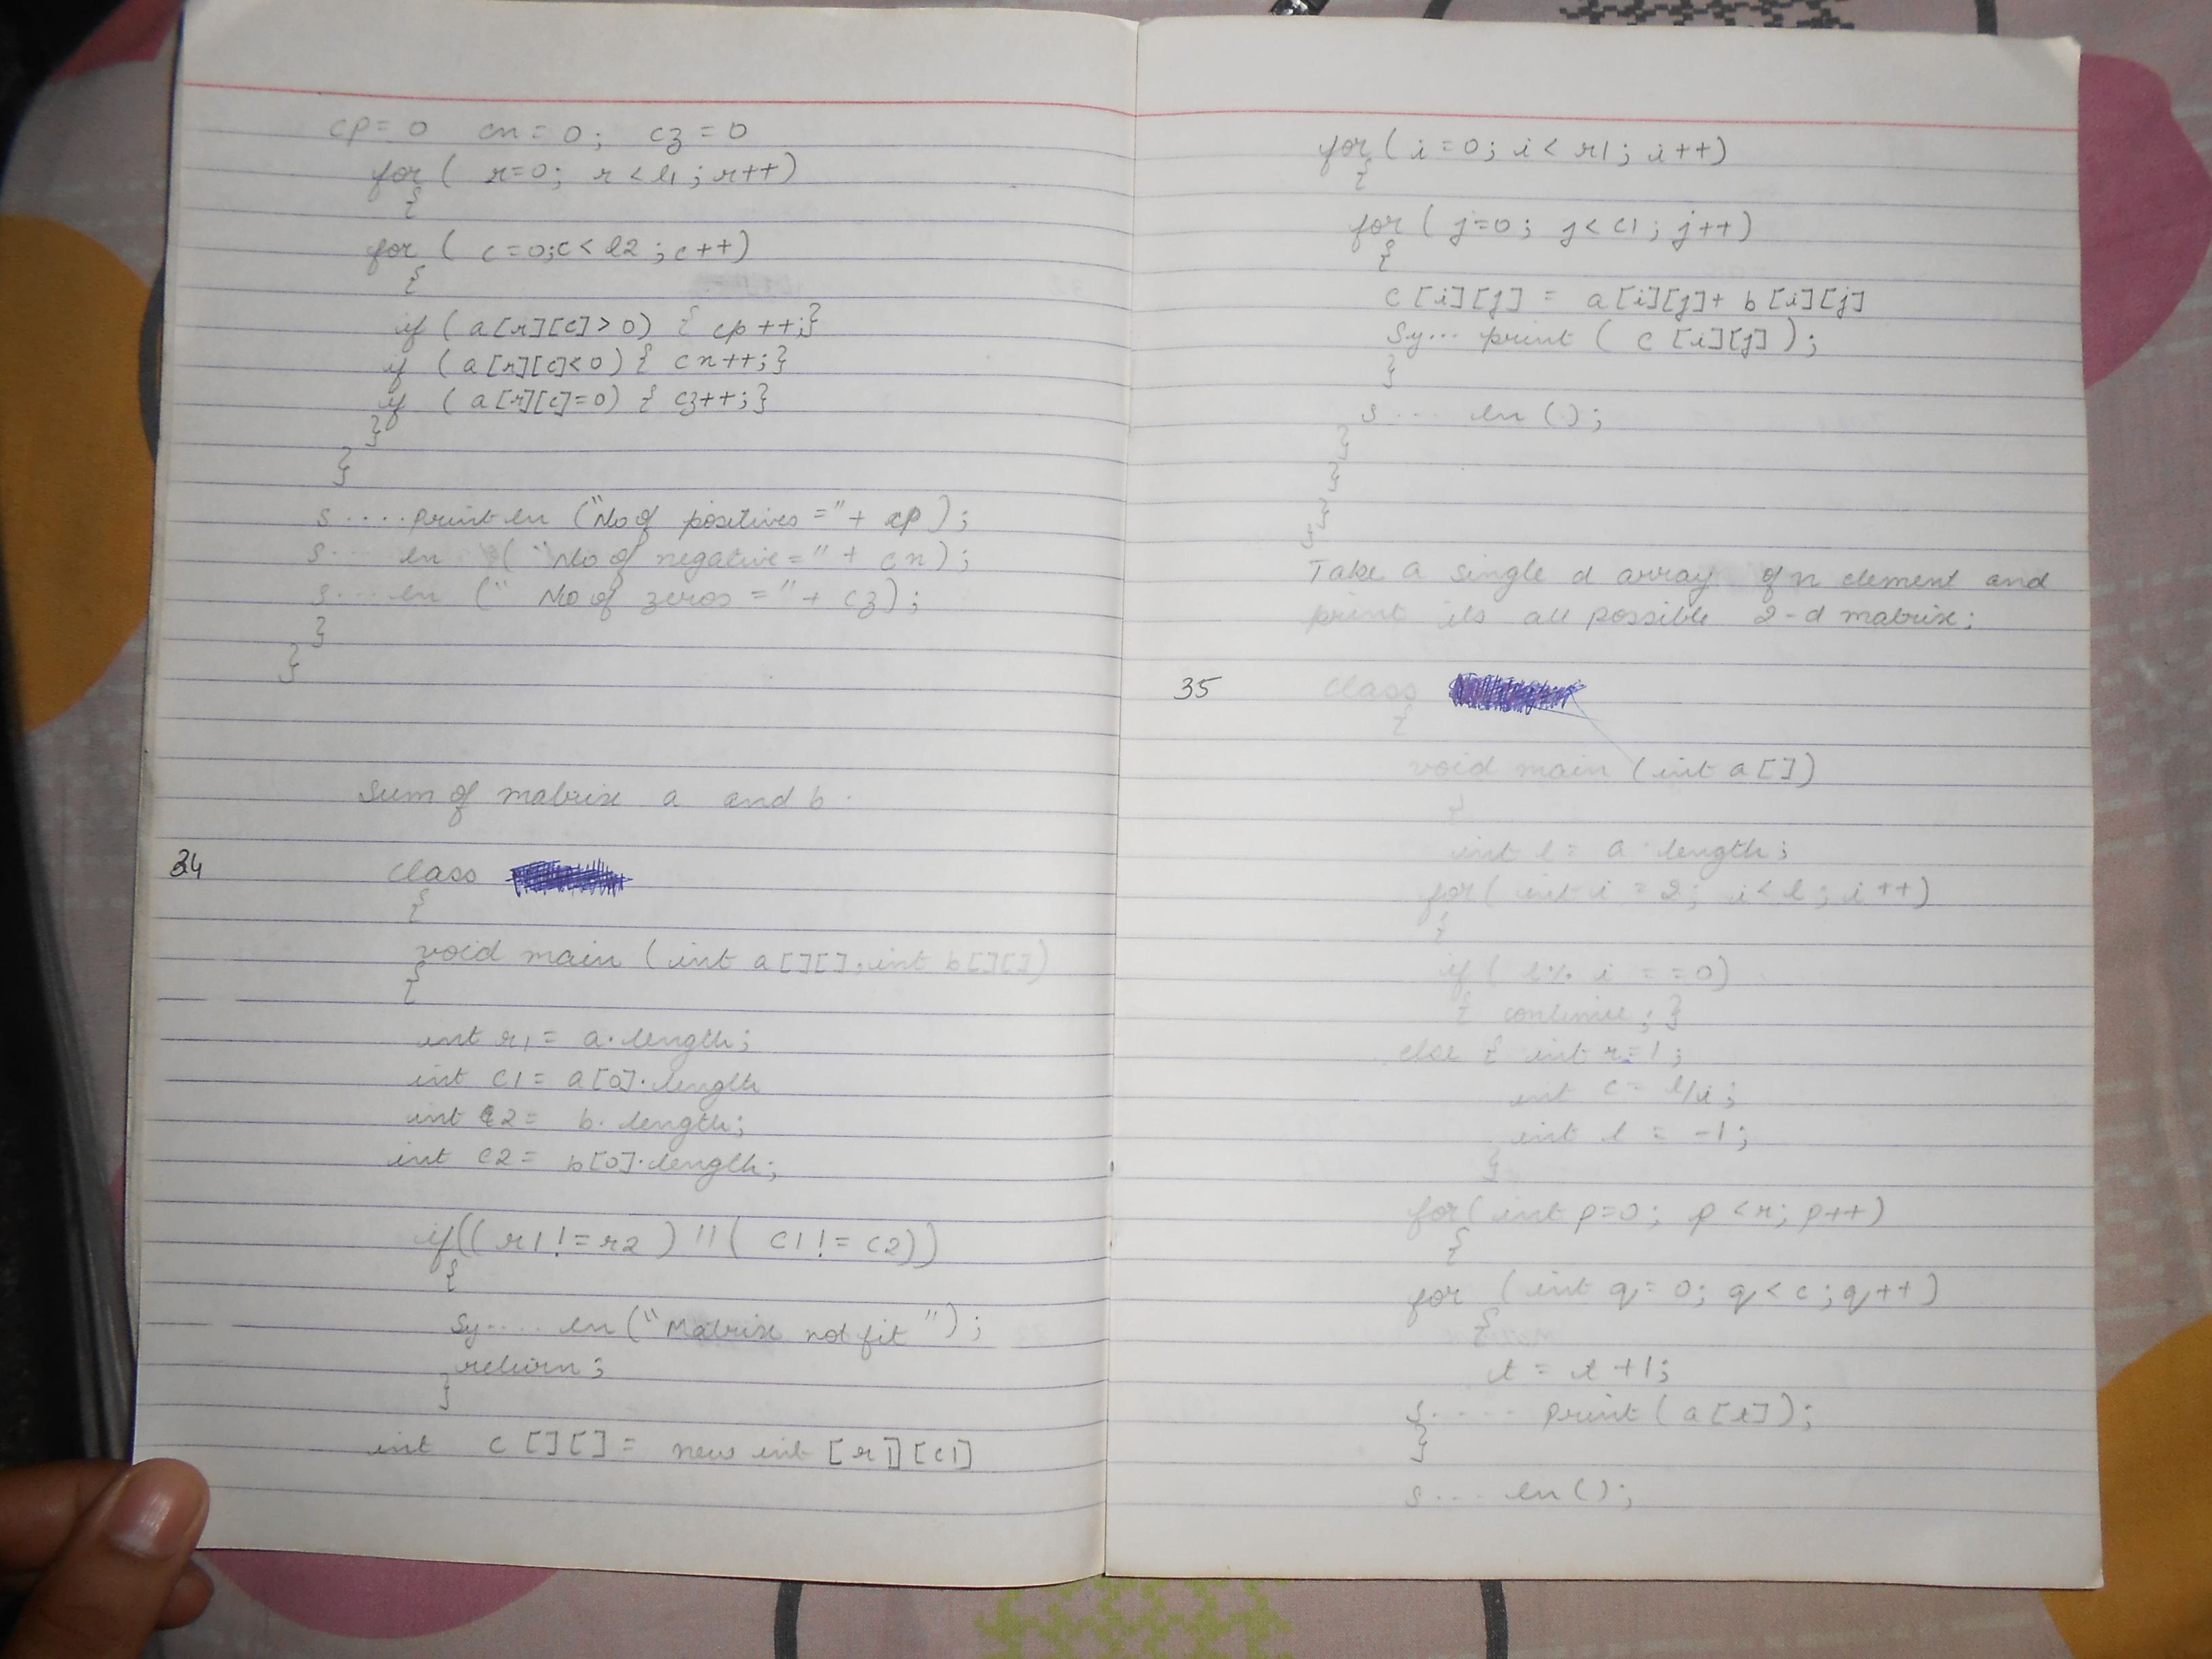 cp= 0 cn = 0; cz = 0
for ( r=0; r < l1 ; r++)
{
for ( c = 0;c < l2 ; c++)
{
if ( a[r][c] > 0) { cp ++;}
if ( a[r][c]<0) { cn++;}
if ( a[r][c]=0) { cz++;}
}
}
s.....println ("No of positives =" + cp );
s.... ln ( "No of negative =" + cn);
s....ln (" No of zeros =" + cz);
}
}
Sum of matrix a and b.
34 class
{
void main ( int a[][];int b[][])
{
int r1 = a.length;
int c1 = a[0].length
int 2 = b.length;
int c2 = b[0].length;
if(( r1!=r2 ) || ( c1!= c2))
{
Sy..... ln ("Matrix not fit ");
return;
}
int c [][] = new int [r1][c1]
for ( i = 0; i < r1 ; i ++)
{
for ( j=0; j < c1 ; j++)
{
c [i][j] = a[i][j]+ b[i][j]
Sy... print ( c [i][j] );
}
s .... ln ();
}
}
}
}
Take a single d array of n element and
print its all possible 2-d matrix;
35 class
{
void main (int a[])
}
int l = a.length;
for( int i = 2; i < l ; i ++)
{
if ( l% i = = 0)
{ continue ; }
else { int r=1 ;
int c = l/i ;
int t = -1;
}
for( int p=0; p < r; p++)
{
for (int q = 0; q < c ; q++)
{
t = t +1;
s..... print ( a[t]);
}
s.... ln ();